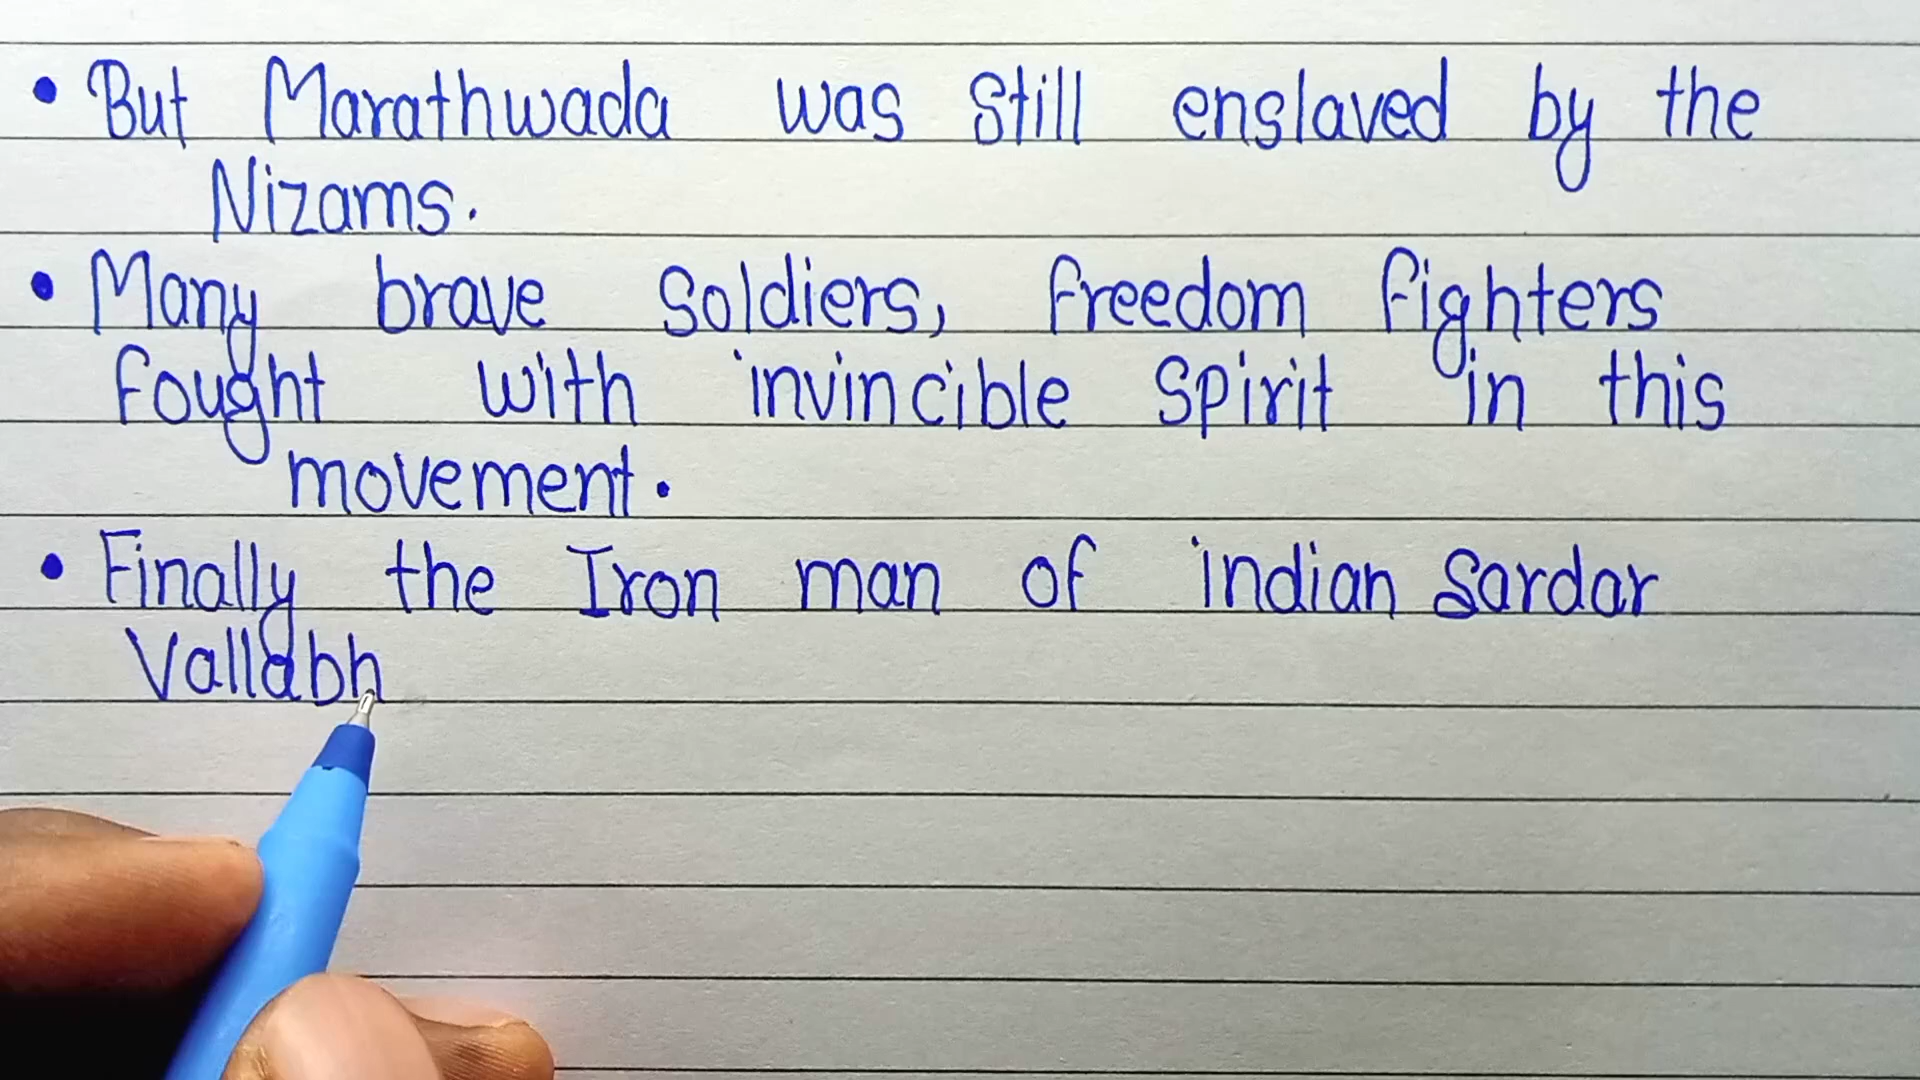 • But Marathwada was still enslaved by the
Nizams.
• Many brave soldiers, freedom fighters
fought with invincible spirit in this
movement.
• Finally the Iron man of indian Sardar
Vallabh